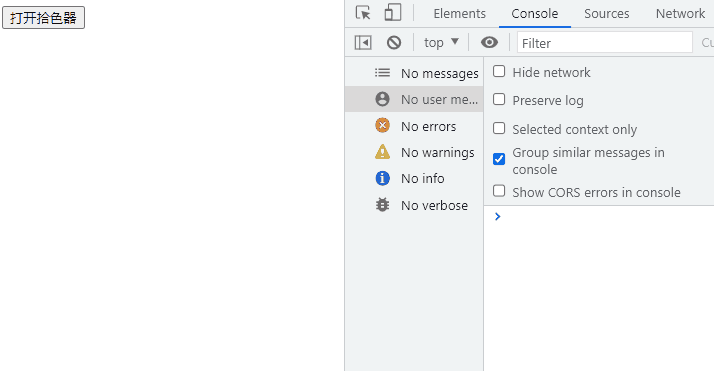 打开拾色器
Elements
Console
Sources
Network
top
Filter
Cu
No messages
No user me...
No errors
No warnings
No info
No verbose
Hide network
Preserve log
Selected context only
Group similar messages in
console
Show CORS errors in console